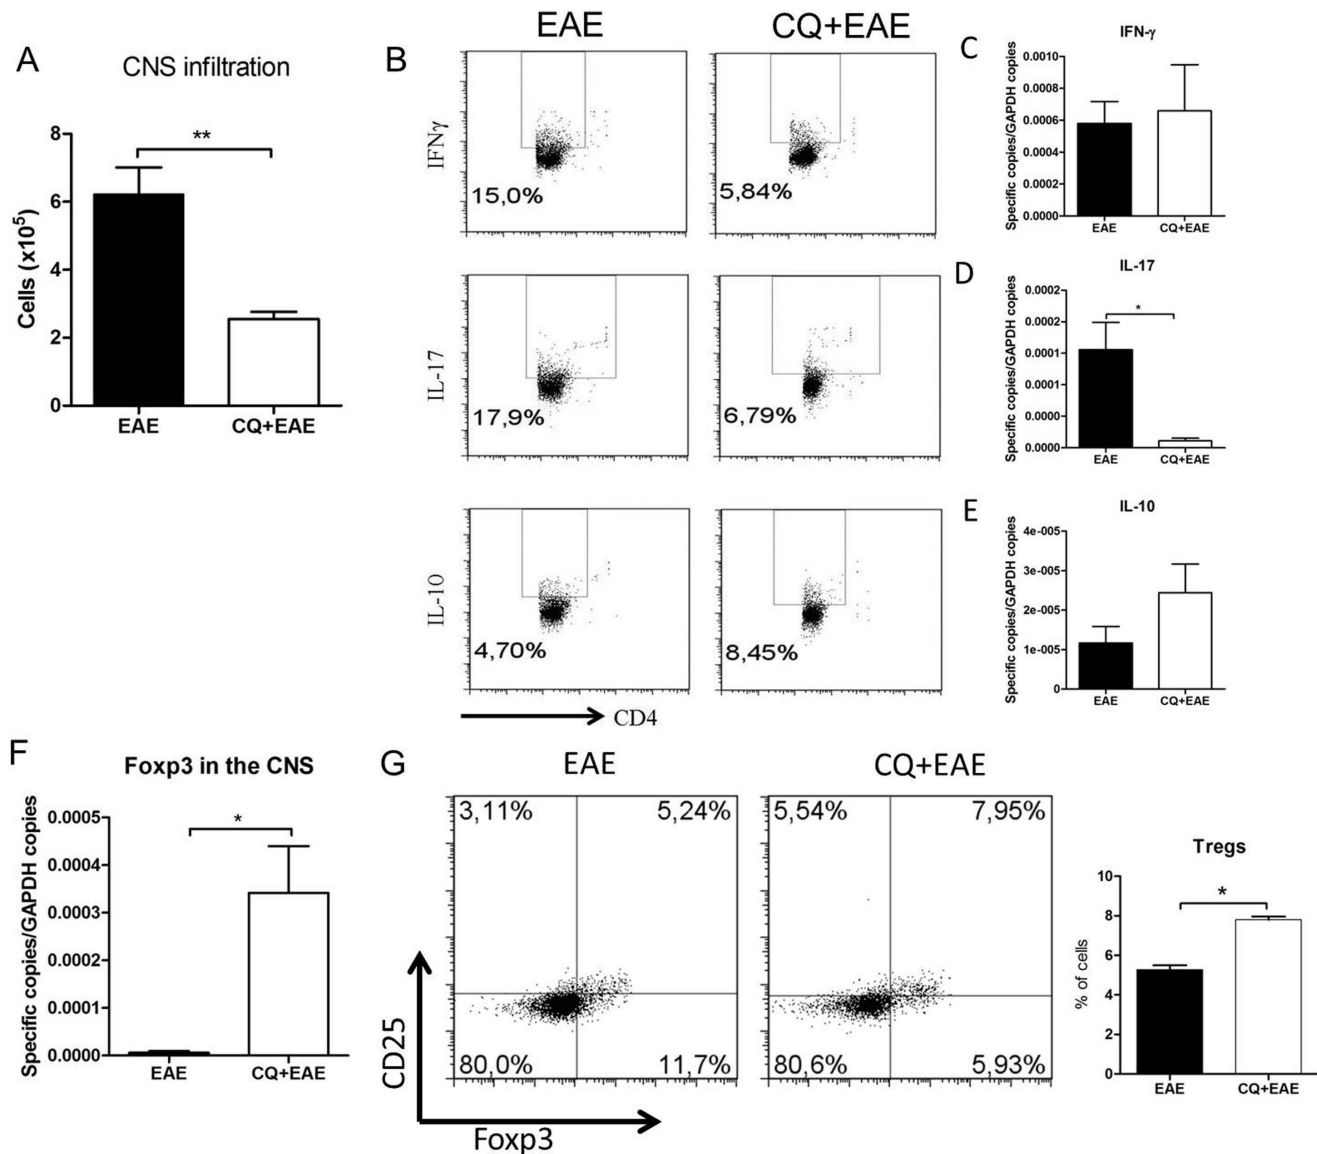 A
CNS infiltration
Cells (x10⁵)
8
6
4
2
0
**
EAE
CQ+EAE
B
EAE
CQ+EAE
IFNγ
15,0%
5,84%
IL-17
17,9%
6,79%
IL-10
4,70%
8,45%
CD4
C
IFN-γ
Specific copies/GAPDH copies
0.0010
0.0008
0.0006
0.0004
0.0002
0.0000
EAE
CQ+EAE
D
IL-17
Specific copies/GAPDH copies
0.0002
0.0002
0.0001
0.0001
0.0000
0.0000
*
EAE
CQ+EAE
E
IL-10
Specific copies/GAPDH copies
4e-005
3e-005
2e-005
1e-005
0
EAE
CQ+EAE
F
Foxp3 in the CNS
Specific copies/GAPDH copies
0.0005
0.0004
0.0003
0.0002
0.0001
0.0000
*
EAE
CQ+EAE
G
EAE
CQ+EAE
3,11%
5,24%
80,0%
11,7%
5,54%
7,95%
80,6%
5,93%
CD25
Foxp3
Tregs
% of cells
10
8
6
4
2
0
*
EAE
CQ+EAE